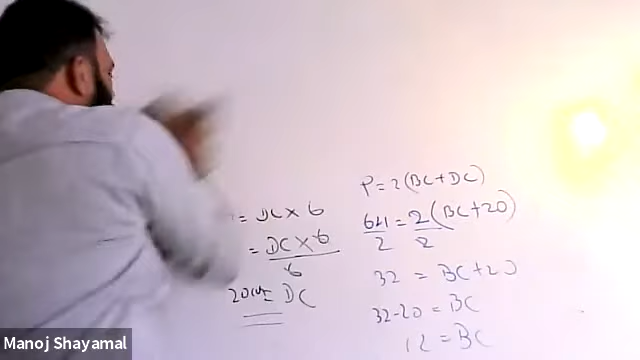 = DC × 6
= DC × 6
6
20cm = DC
P = 2(BC + DC)
64 = 2(BC + 20)
2 2
32 = BC + 20
32-20 = BC
12 = BC
Manoj Shayamal